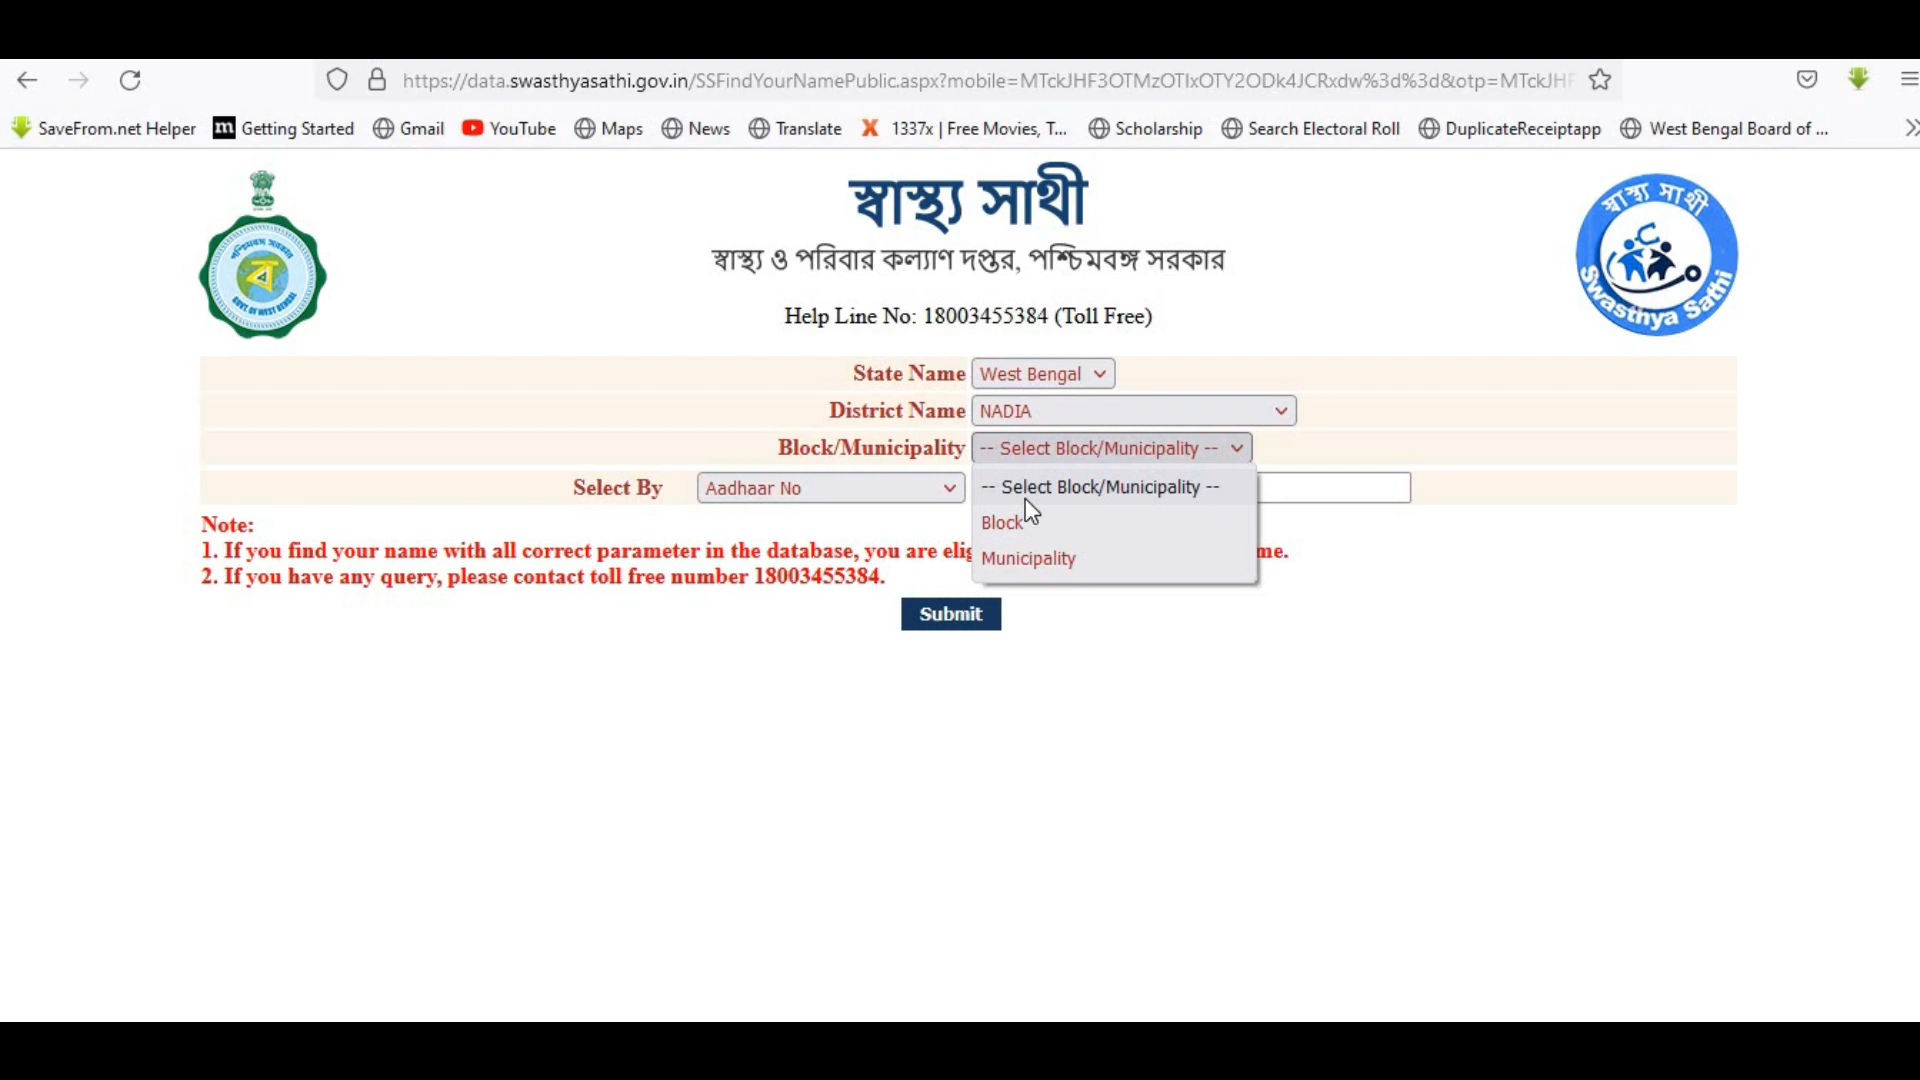 https://data.swasthyasathi.gov.in/SSFindYourNamePublic.aspx?mobile=MTckJHF3OTMzOTIxOTY2ODk4JCRxdw%3d%3d&otp=MTckJHF
SaveFrom.net Helper Getting Started Gmail YouTube Maps News Translate 1337x | Free Movies, T... Scholarship Search Electoral Roll DuplicateReceiptapp West Bengal Board of ...
স্বাস্থ্য সাথী
স্বাস্থ্য ও পরিবার কল্যাণ দপ্তর, পশ্চিমবঙ্গ সরকার
Help Line No: 18003455384 (Toll Free)
GOVT. OF WEST BENGAL
স্বাস্থ্য সাথী
Swasthya Sathi
State Name West Bengal
District Name NADIA
Block/Municipality -- Select Block/Municipality --
Select By Aadhaar No
-- Select Block/Municipality --
Block
Municipality
Note:
1. If you find your name with all correct parameter in the database, you are elig me.
2. If you have any query, please contact toll free number 18003455384.
Submit